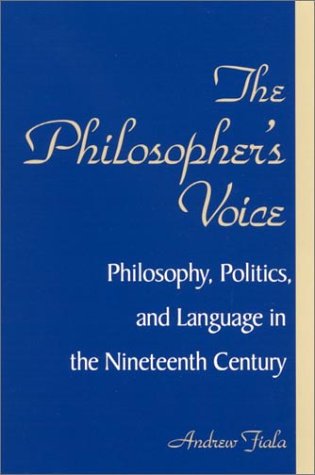 The
Philosopher's
Voice
Philosophy, Politics,
and Language in
the Nineteenth Century
Andrew Fiala